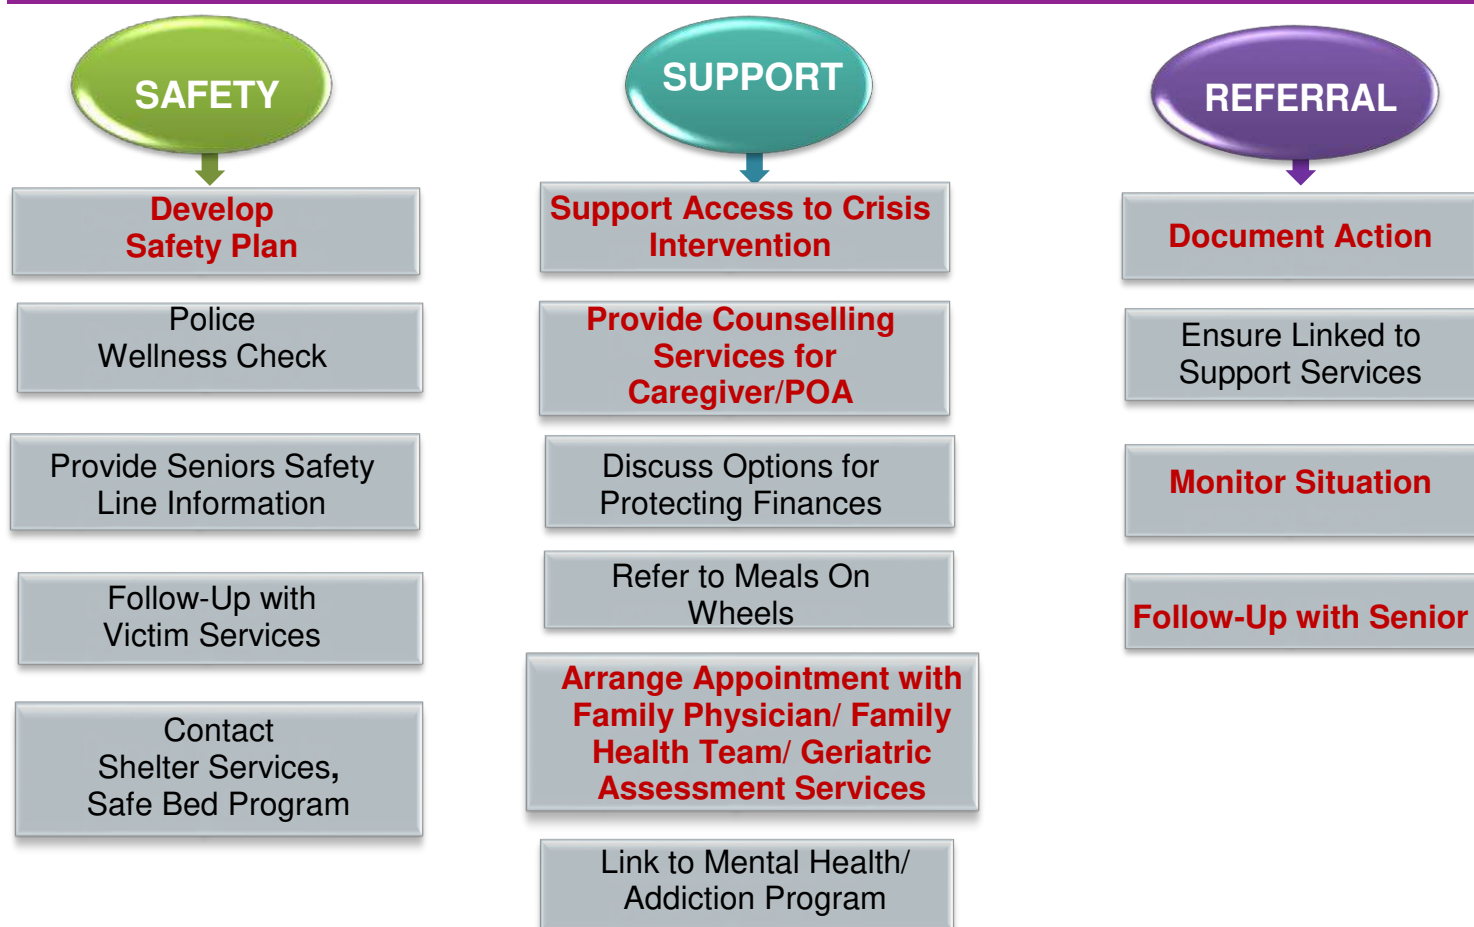 SAFETY
Develop
Safety Plan
Police
Wellness Check
Provide Seniors Safety
Line Information
Follow-Up with
Victim Services
Contact
Shelter Services,
Safe Bed Program
SUPPORT
Support Access to Crisis
Intervention
Provide Counselling
Services for
Caregiver/POA
Discuss Options for
Protecting Finances
Refer to Meals On
Wheels
Arrange Appointment with
Family Physician/ Family
Health Team/ Geriatric
Assessment Services
Link to Mental Health/
Addiction Program
REFERRAL
Document Action
Ensure Linked to
Support Services
Monitor Situation
Follow-Up with Senior